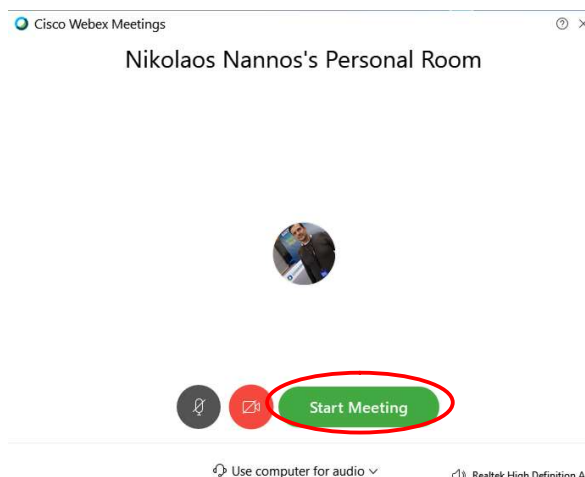 Cisco Webex Meetings
Nikolaos Nannos's Personal Room
Start Meeting
Use computer for audio
Realtek High Definition A